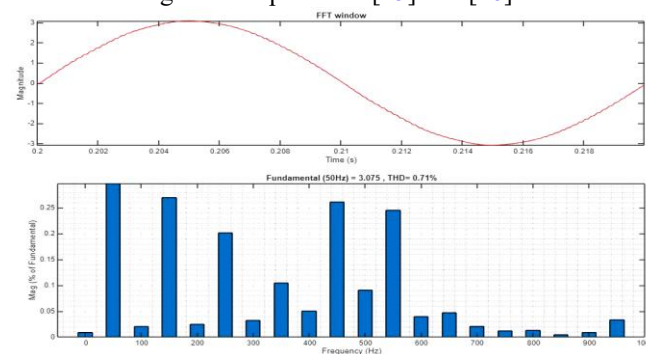 FFT window
Magnitude
3
2
1
0
-1
-2
-3
0.2 0.202 0.204 0.206 0.208 0.21 0.212 0.214 0.216 0.218
Time (s)
Fundamental (50Hz) = 3.075 , THD= 0.71%
Mag (% of Fundamental)
0.25
0.2
0.15
0.1
0.05
0
0 100 200 300 400 500 600 700 800 900
Frequency (Hz)